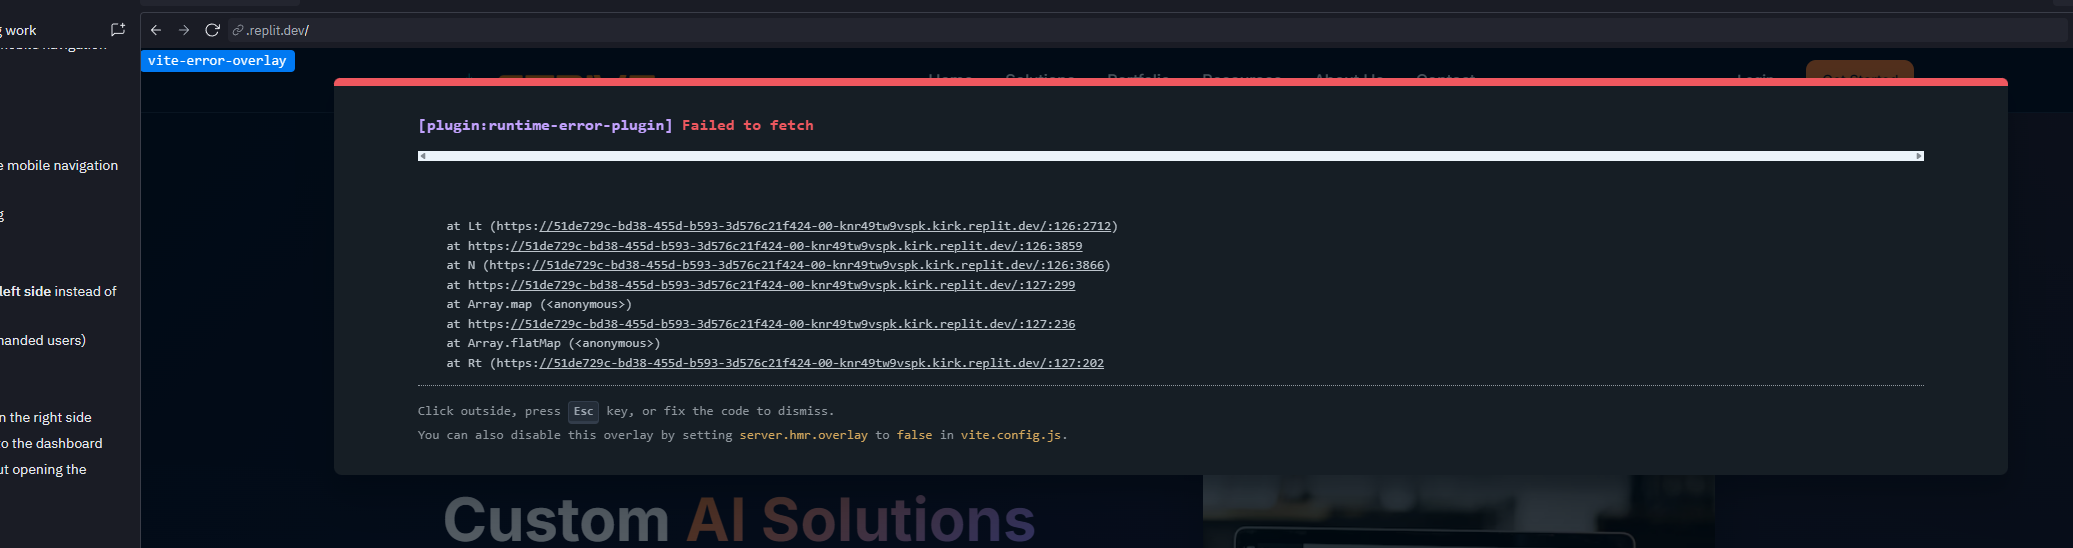 g work
.replit.dev/
mobile navigation
vite-error-overlay
Home Solutions Portfolio Resources About Us Contact Login Get Started
[plugin:runtime-error-plugin] Failed to fetch
e mobile navigation
g
left side instead of
handed users)
n the right side
o the dashboard
ut opening the
at Lt (https://51de729c-bd38-455d-b593-3d576c21f424-00-knr49tw9vspk.kirk.replit.dev/:126:2712)
at https://51de729c-bd38-455d-b593-3d576c21f424-00-knr49tw9vspk.kirk.replit.dev/:126:3859
at N (https://51de729c-bd38-455d-b593-3d576c21f424-00-knr49tw9vspk.kirk.replit.dev/:126:3866)
at https://51de729c-bd38-455d-b593-3d576c21f424-00-knr49tw9vspk.kirk.replit.dev/:127:299
at Array.map (<anonymous>)
at https://51de729c-bd38-455d-b593-3d576c21f424-00-knr49tw9vspk.kirk.replit.dev/:127:236
at Array.flatMap (<anonymous>)
at Rt (https://51de729c-bd38-455d-b593-3d576c21f424-00-knr49tw9vspk.kirk.replit.dev/:127:202
Click outside, press Esc key, or fix the code to dismiss.
You can also disable this overlay by setting server.hmr.overlay to false in vite.config.js.
Custom AI Solutions